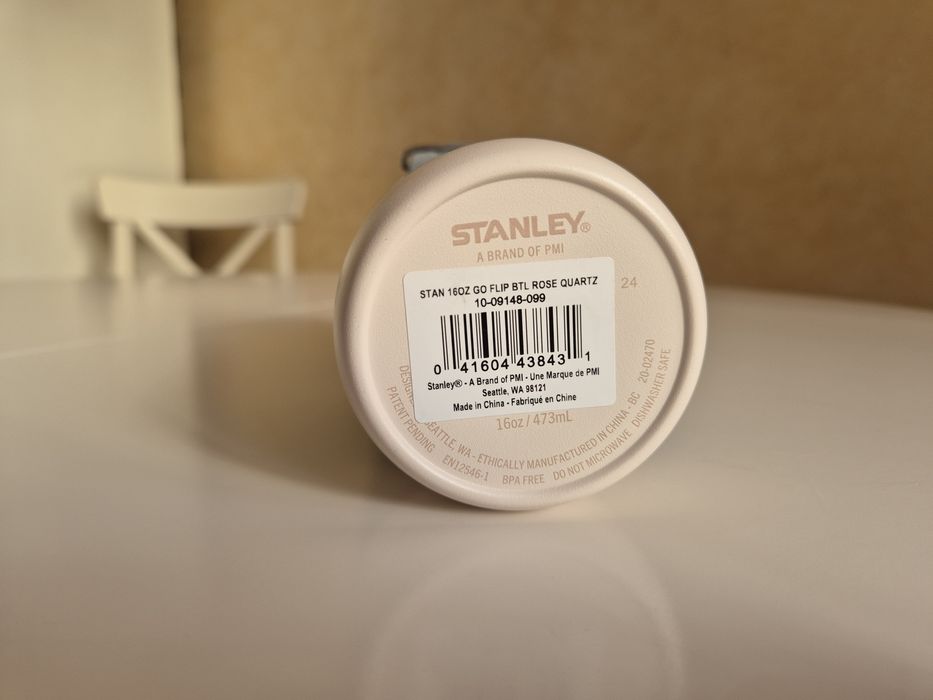 STANLEY®
A BRAND OF PMI
24
STAN 16OZ GO FLIP BTL ROSE QUARTZ
10-09148-099
0 41604 43843 1
Stanley® - A Brand of PMI - Une Marque de PMI
Seattle, WA 98121
Made in China - Fabriqué en Chine
16oz / 473mL
SEATTLE, WA - ETHICALLY MANUFACTURED IN CHINA - BC 20-02470
PATENT PENDING EN12546-1 BPA FREE DO NOT MICROWAVE DISHWASHER SAFE